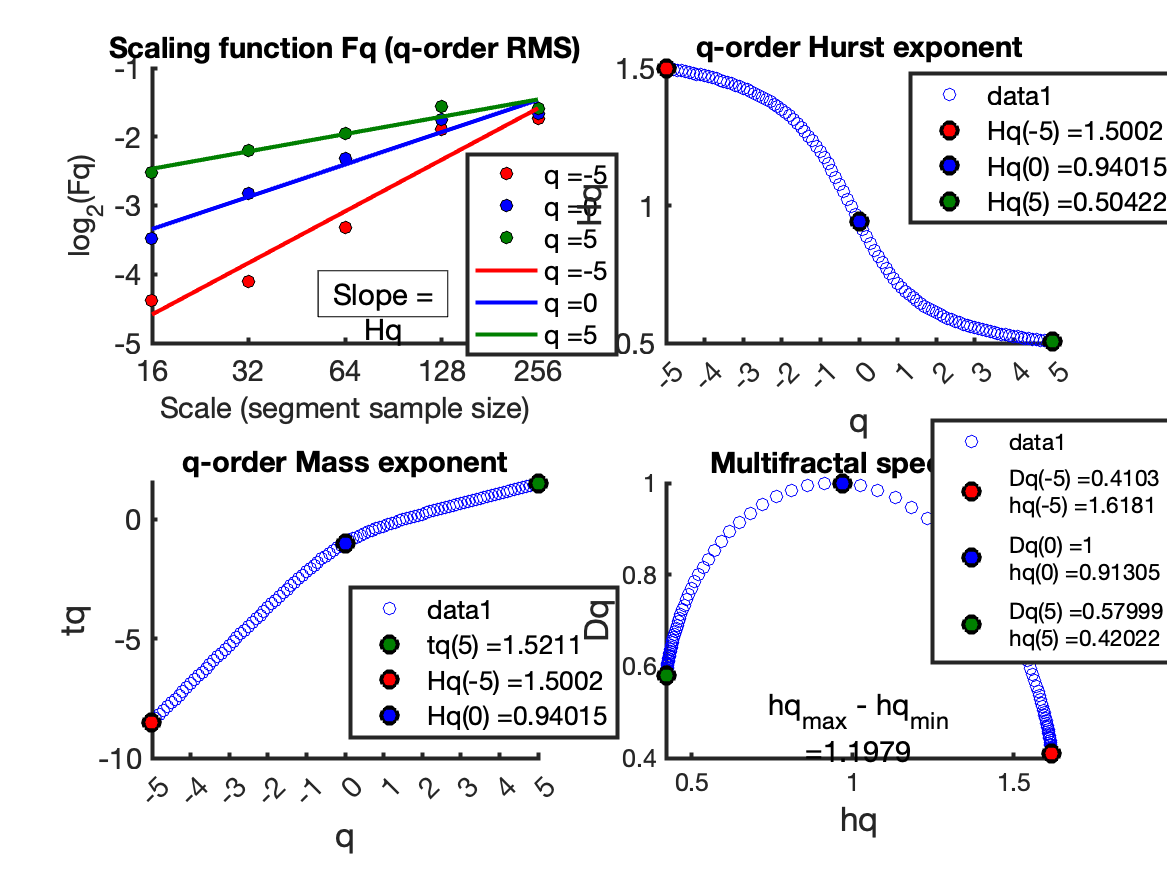 Scaling function Fq (q-order RMS)
-1
-2
-3
-4
-5
log2(Fq)
16 32 64 128 256
Scale (segment sample size)
Slope =
Hq
q =-5
q =0
q =5
q =-5
q =0
q =5
q-order Hurst exponent
1.5
1
0.5
Hq
-5 -4 -3 -2 -1 0 1 2 3 4 5
q
data1
Hq(-5) =1.5002
Hq(0) =0.94015
Hq(5) =0.50422
q-order Mass exponent
0
-5
-10
tq
-5 -4 -3 -2 -1 0 1 2 3 4 5
q
data1
tq(5) =1.5211
Hq(-5) =1.5002
Hq(0) =0.94015
Multifractal spe
1
0.8
0.6
0.4
Dq
0.5 1 1.5
hq
hqmax - hqmin
=1.1979
data1
Dq(-5) =0.4103
hq(-5) =1.6181
Dq(0) =1
hq(0) =0.91305
Dq(5) =0.57999
hq(5) =0.42022